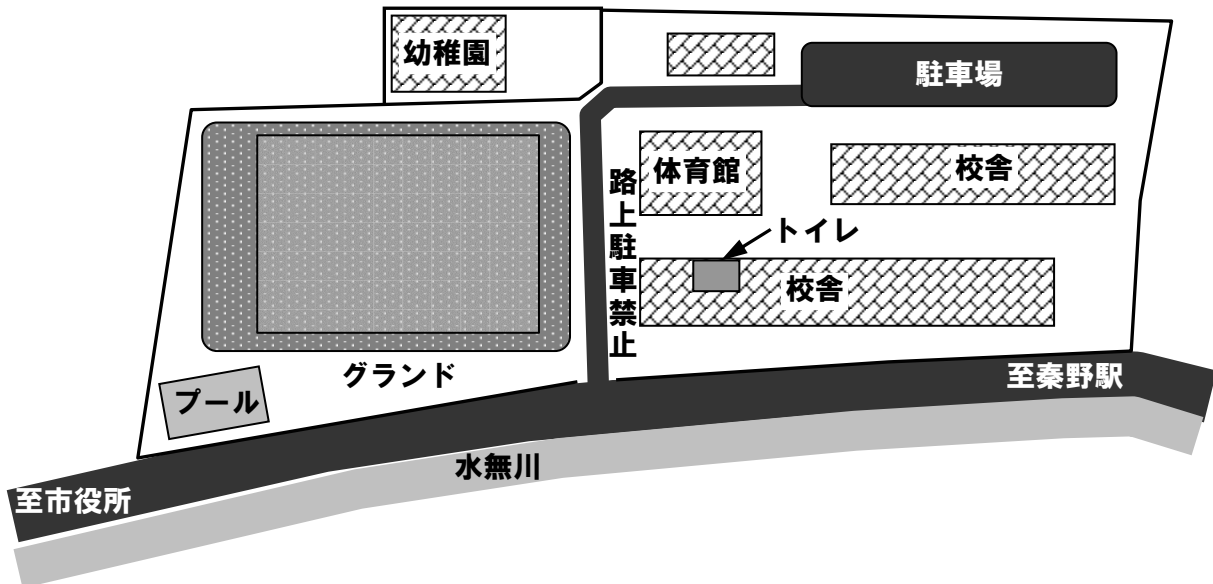 幼稚園
駐車場
体育館
校舎
路上駐車禁止
トイレ
校舎
グランド
至秦野駅
プール
水無川
至市役所